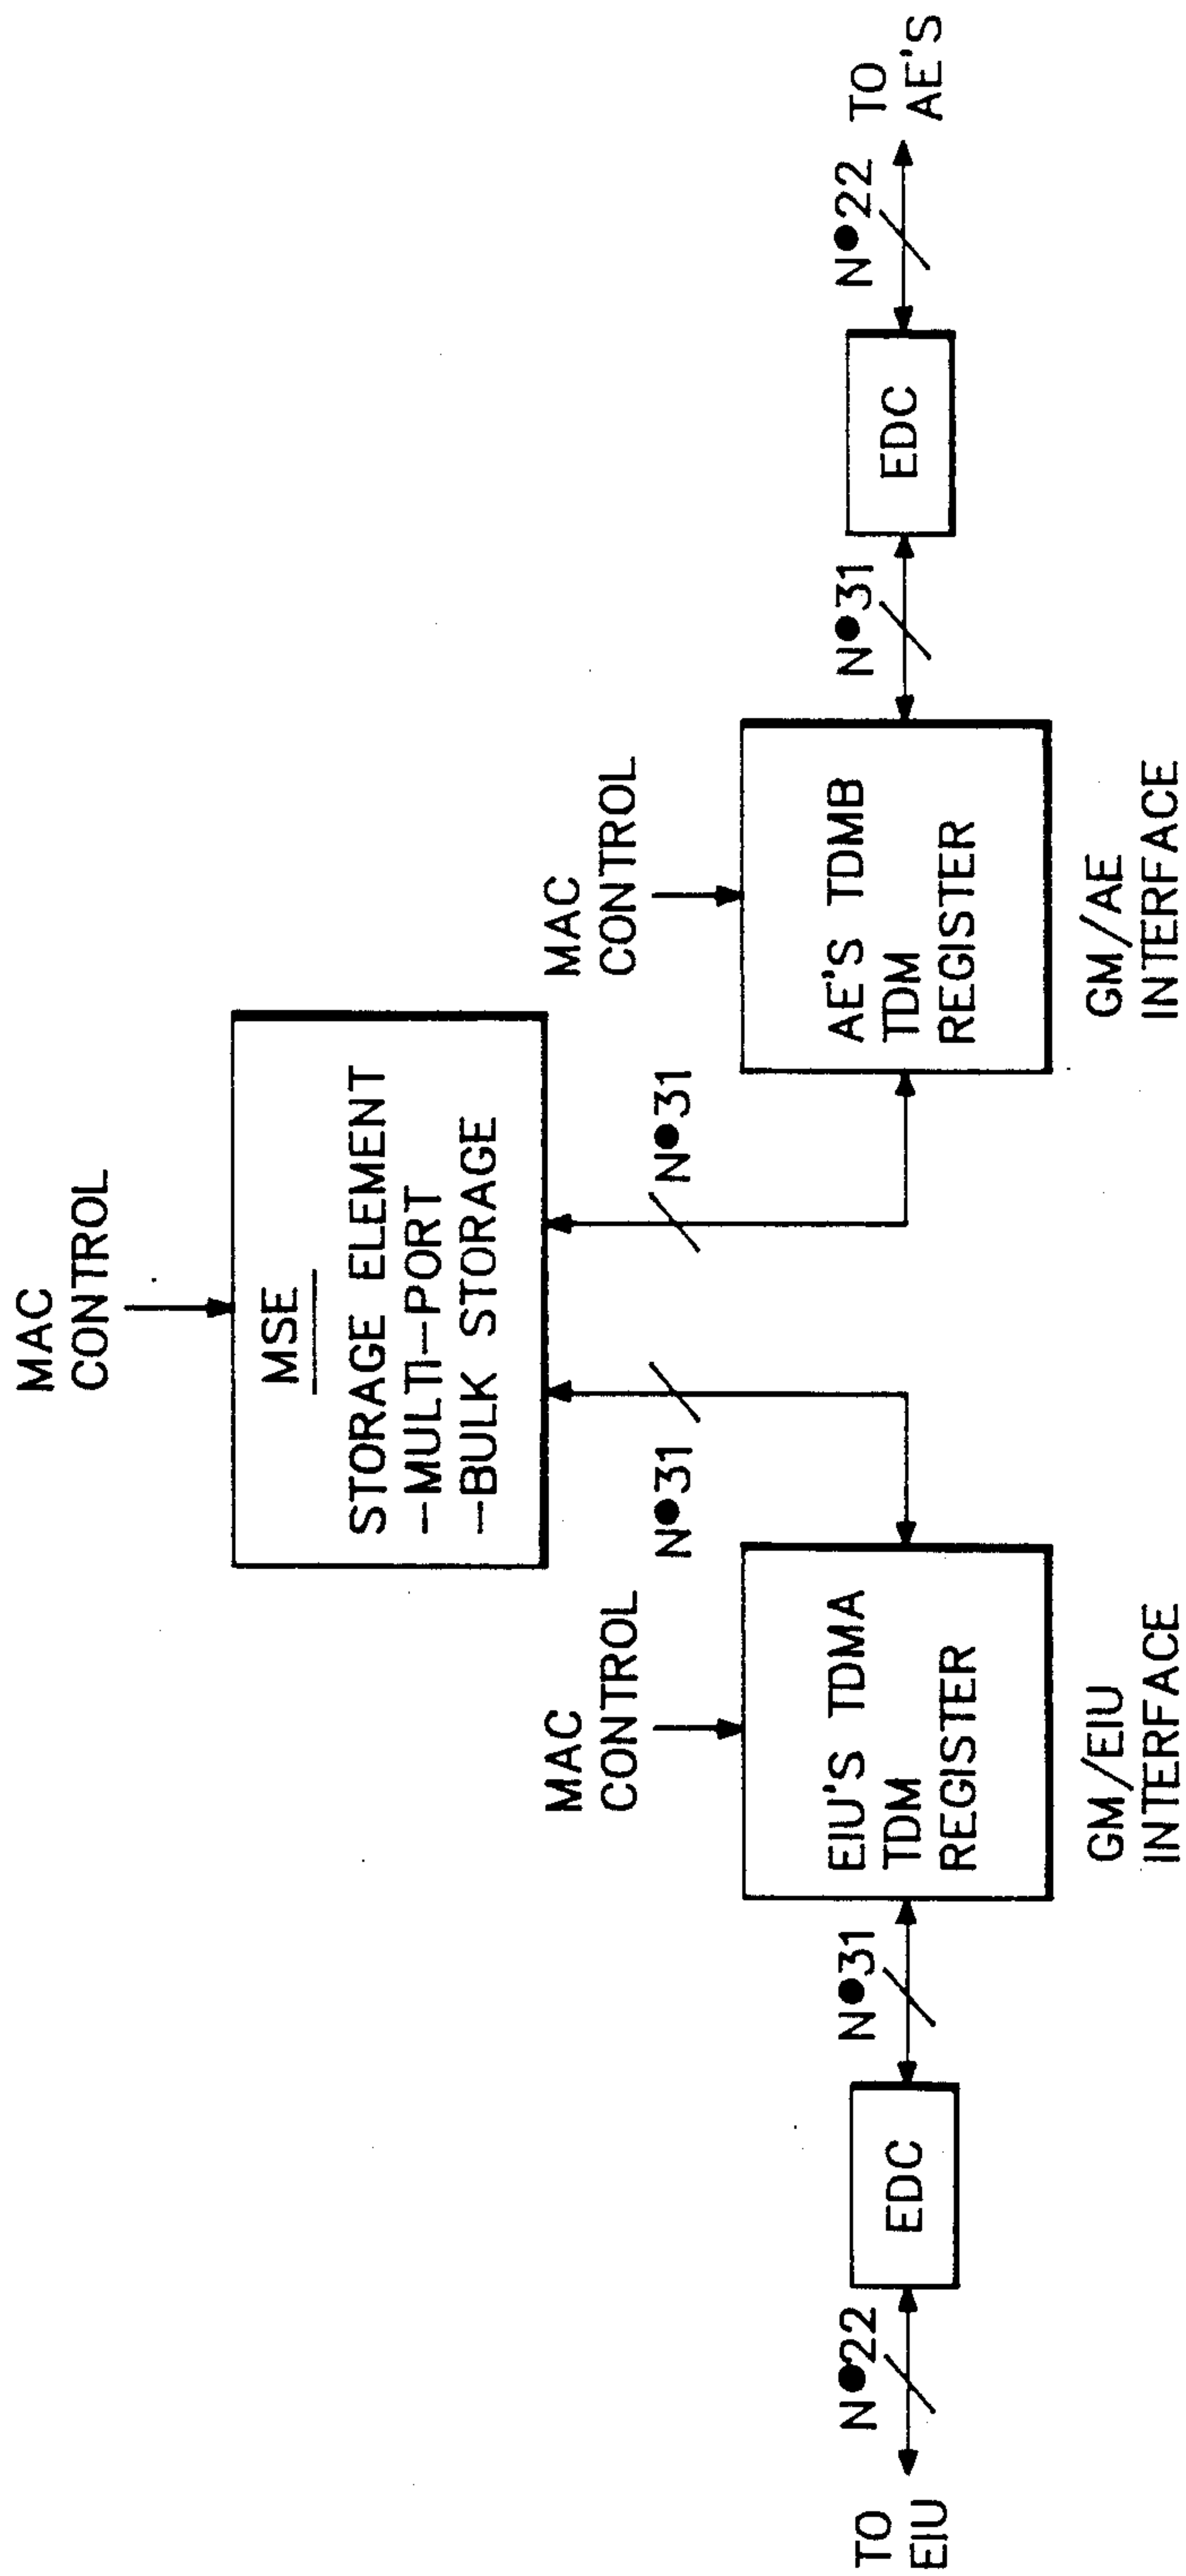 MAC
CONTROL
MSE
STORAGE ELEMENT
-MULTI-PORT
-BULK STORAGE
N●31
N●31
MAC
CONTROL
MAC
CONTROL
TO
EIU
N●22
EDC
N●31
EIU'S TDMA
TDM
REGISTER
GM/EIU
INTERFACE
AE'S TDMB
TDM
REGISTER
GM/AE
INTERFACE
N●31
EDC
N●22
TO
AE'S